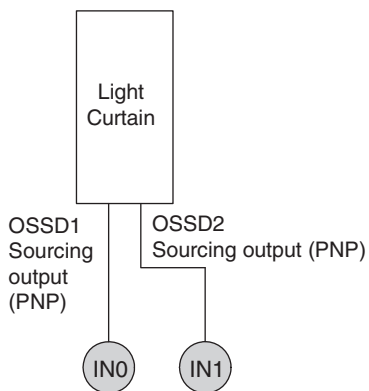 Light
Curtain
OSSD1
Sourcing
output
(PNP)
OSSD2
Sourcing output (PNP)
IN0
IN1